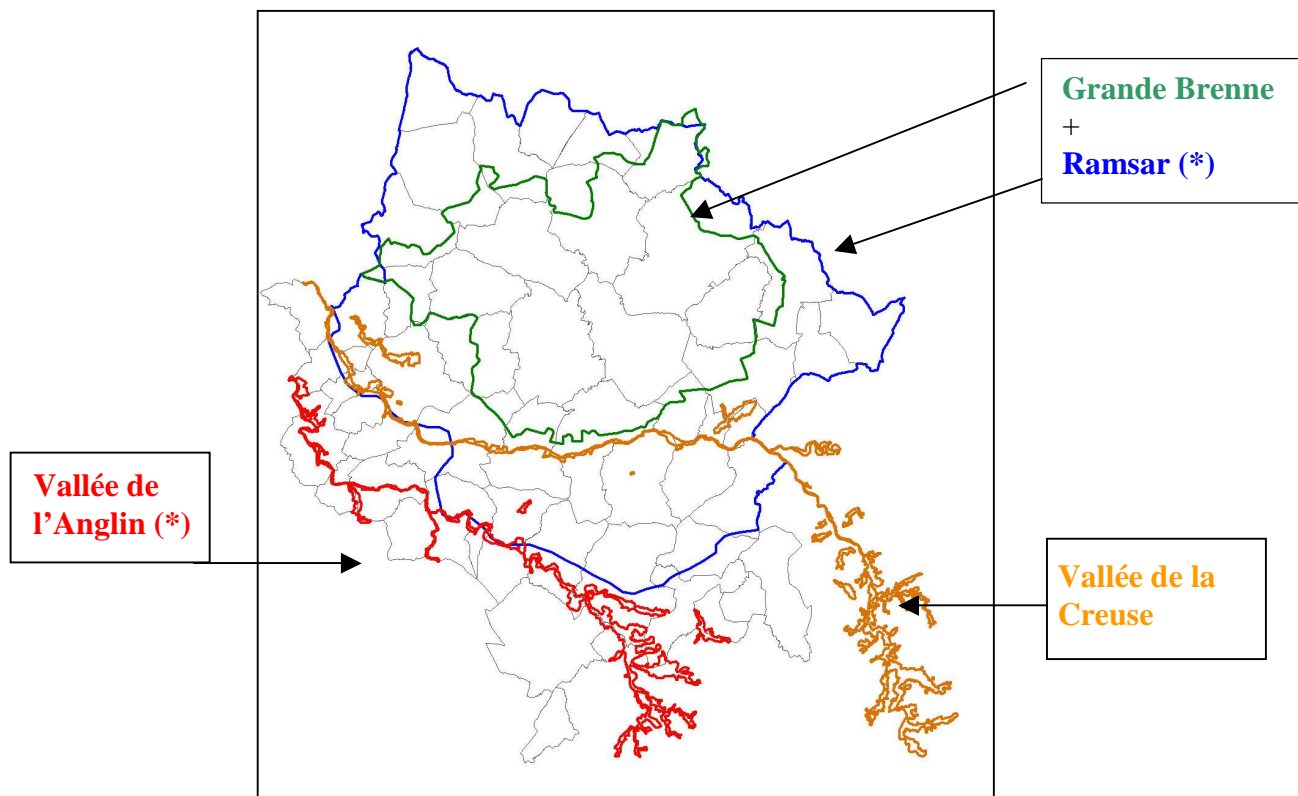 Grande Brenne
+
Ramsar (*)
Vallée de
l’Anglin (*)
Vallée de la
Creuse